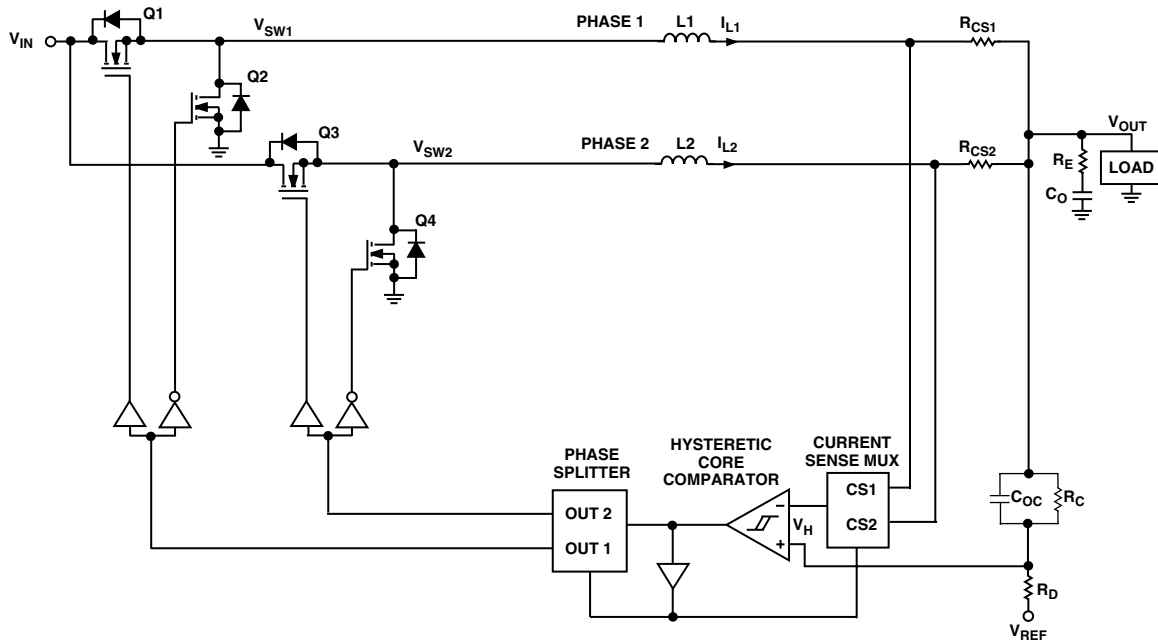 Q1
V_IN
V_SW1
PHASE 1
L1
I_L1
R_CS1
Q2
Q3
V_SW2
PHASE 2
L2
I_L2
R_CS2
V_OUT
R_E
LOAD
C_O
Q4
PHASE
SPLITTER
OUT 2
OUT 1
HYSTERETIC
CORE
COMPARATOR
–
V_H
+
CURRENT
SENSE MUX
CS1
CS2
C_OC
R_C
R_D
V_REF